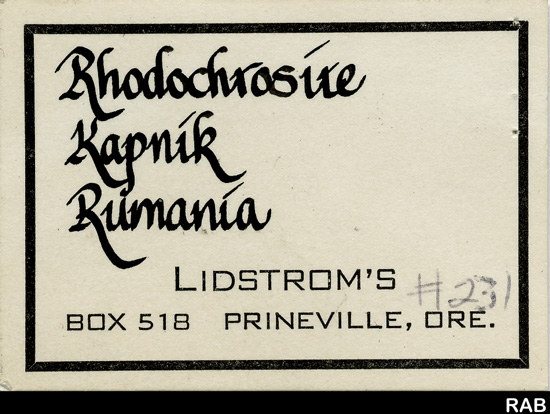 Rhodochrosite
Kapnik
Rumania
LIDSTROM'S #231
BOX 518 PRINEVILLE, ORE.
RAB